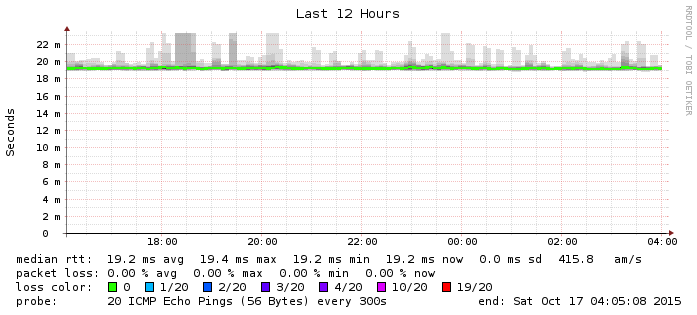 Last 12 Hours
RRDTOOL / TOBI OETIKER
Seconds
22 m
20 m
18 m
16 m
14 m
12 m
10 m
8 m
6 m
4 m
2 m
0
18:00 20:00 22:00 00:00 02:00 04:00
median rtt: 19.2 ms avg 19.4 ms max 19.2 ms min 19.2 ms now 0.0 ms sd 415.8 am/s
packet loss: 0.00 % avg 0.00 % max 0.00 % min 0.00 % now
loss color: 0 1/20 2/20 3/20 4/20 10/20 19/20
probe: 20 ICMP Echo Pings (56 Bytes) every 300s end: Sat Oct 17 04:05:08 2015